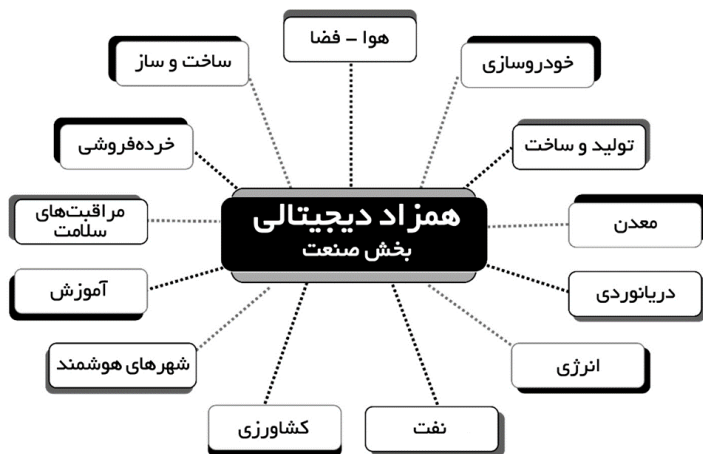 هوا - فضا
خودروسازی
تولید و ساخت
معدن
دریانوردی
انرژی
نفت
کشاورزی
شهرهای هوشمند
آموزش
مراقبت‌های
سلامت
خرده‌فروشی
ساخت و ساز
همزاد دیجیتالی
بخش صنعت